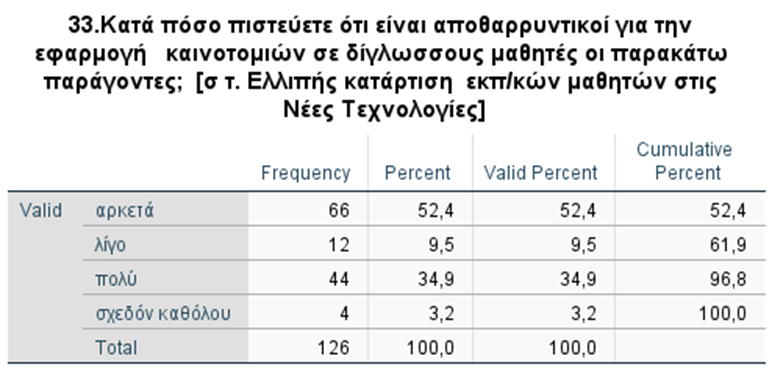 33.Κατά πόσο πιστεύετε ότι είναι αποθαρρυντικοί για την
εφαρμογή καινοτομιών σε δίγλωσσους μαθητές οι παρακάτω
παράγοντες; [σ τ. Ελλιπής κατάρτιση εκπ/κών μαθητών στις
Νέες Τεχνολογίες]
Frequency Percent Valid Percent Cumulative Percent
Valid αρκετά 66 52,4 52,4 52,4
λίγο 12 9,5 9,5 61,9
πολύ 44 34,9 34,9 96,8
σχεδόν καθόλου 4 3,2 3,2 100,0
Total 126 100,0 100,0